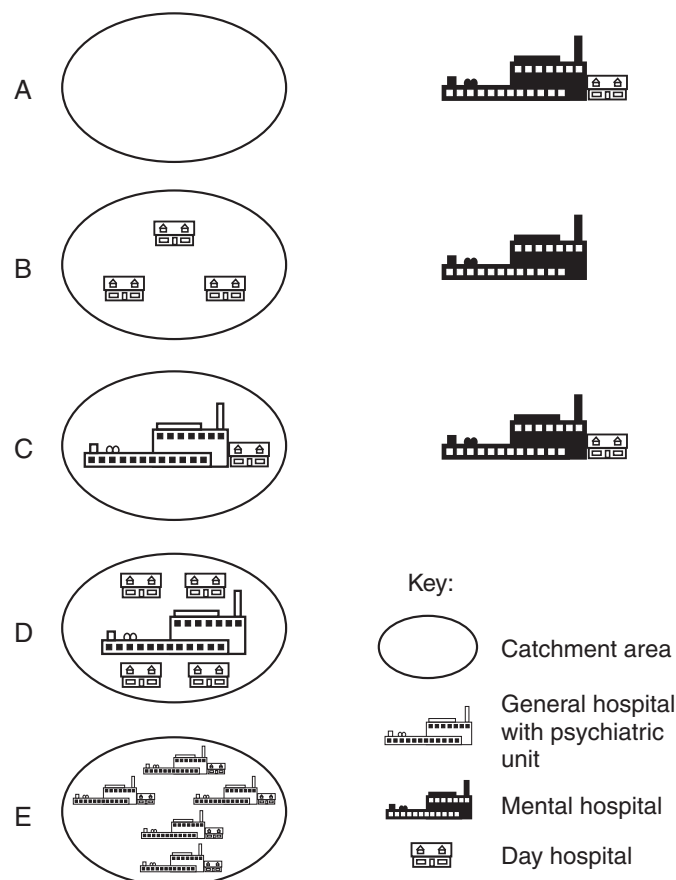 A
B
C
D
E
Key:
Catchment area
General hospital
with psychiatric
unit
Mental hospital
Day hospital